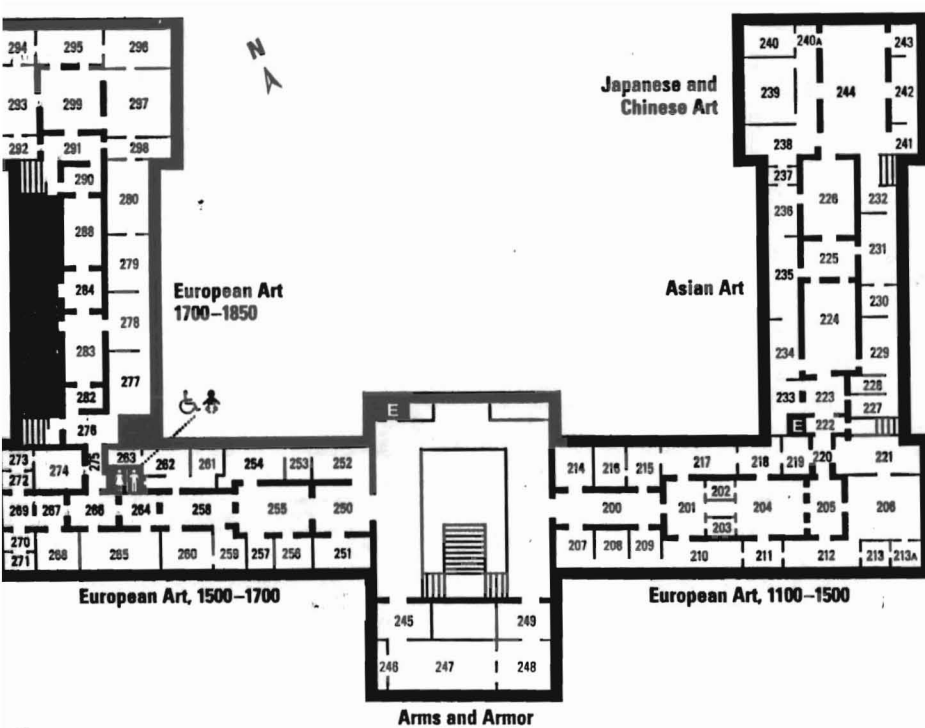 294 295 296
N
240 240A 243
Japanese and
Chinese Art
293 299 297
239 244 242
292 291 298
238 241
290
237
280
226 232
288
236
231
279
225
European Art
1700–1850
284
235
Asian Art
230
278
224
283
234 229
277
282
233 223 228
E
227
276
E 222
273 274 275 263 262 261 254 253 252
214 216 215 217 218 219 220 221
272
269 267 266 264 258 255 250
200 201 202 204 205 206
203
270 268 265 260 259 257 256 251
207 208 209 210 211 212 213 213A
271
European Art, 1500–1700
European Art, 1100–1500
245 249
246 247 248
Arms and Armor